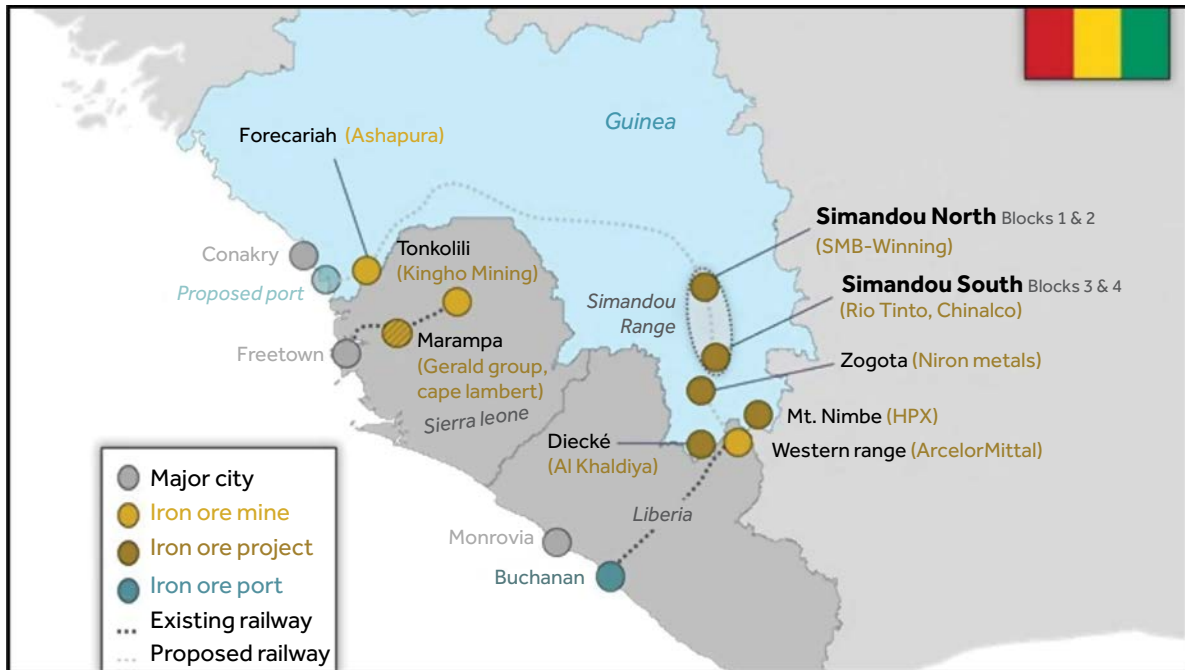 Guinea
Forecariah (Ashapura)
Conakry
Proposed port
Tonkolili
(Kingho Mining)
Freetown
Marampa
(Gerald group,
cape lambert)
Sierra leone
Simandou
Range
Simandou North Blocks 1 & 2
(SMB-Winning)
Simandou South Blocks 3 & 4
(Rio Tinto, Chinalco)
Zogota (Niron metals)
Mt. Nimbe (HPX)
Western range (ArcelorMittal)
Diecké
(Al Khaldiya)
Liberia
Monrovia
Buchanan
Major city
Iron ore mine
Iron ore project
Iron ore port
Existing railway
Proposed railway